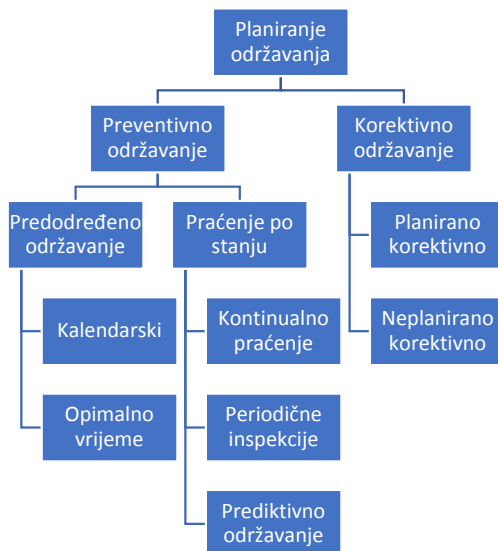 Planiranje
održavanja
Preventivno
održavanje
Korektivno
održavanje
Predodređeno
održavanje
Praćenje po
stanju
Planirano
korektivno
Kalendarski
Kontinualno
praćenje
Neplanirano
korektivno
Opimalno
vrijeme
Periodične
inspekcije
Prediktivno
održavanje